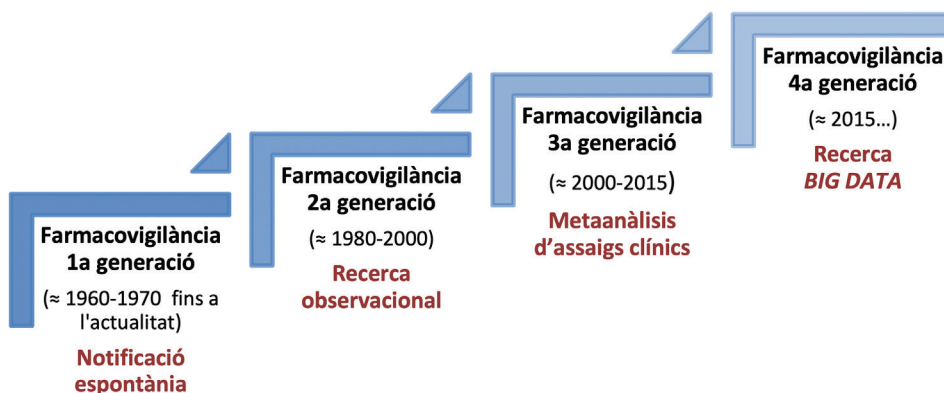 Farmacovigilància
1a generació
(≈ 1960-1970 fins a
l'actualitat)
Notificació
espontània
Farmacovigilància
2a generació
(≈ 1980-2000)
Recerca
observacional
Farmacovigilància
3a generació
(≈ 2000-2015)
Metaanàlisis
d’assaigs clínics
Farmacovigilància
4a generació
(≈ 2015...)
Recerca
BIG DATA